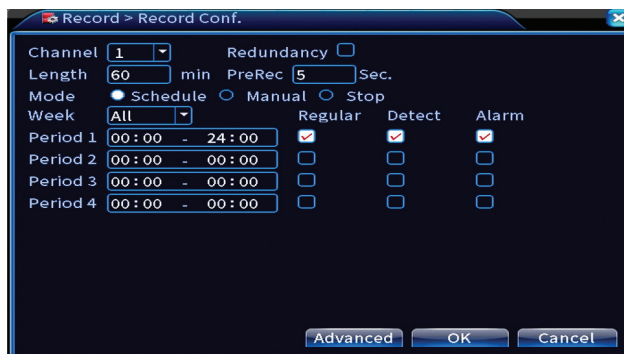 Record > Record Conf.
Channel 1 Redundancy
Length 60 min PreRec 5 Sec.
Mode Schedule Manual Stop
Week All Regular Detect Alarm
Period 1 00:00 - 24:00
Period 2 00:00 - 00:00
Period 3 00:00 - 00:00
Period 4 00:00 - 00:00
Advanced OK Cancel